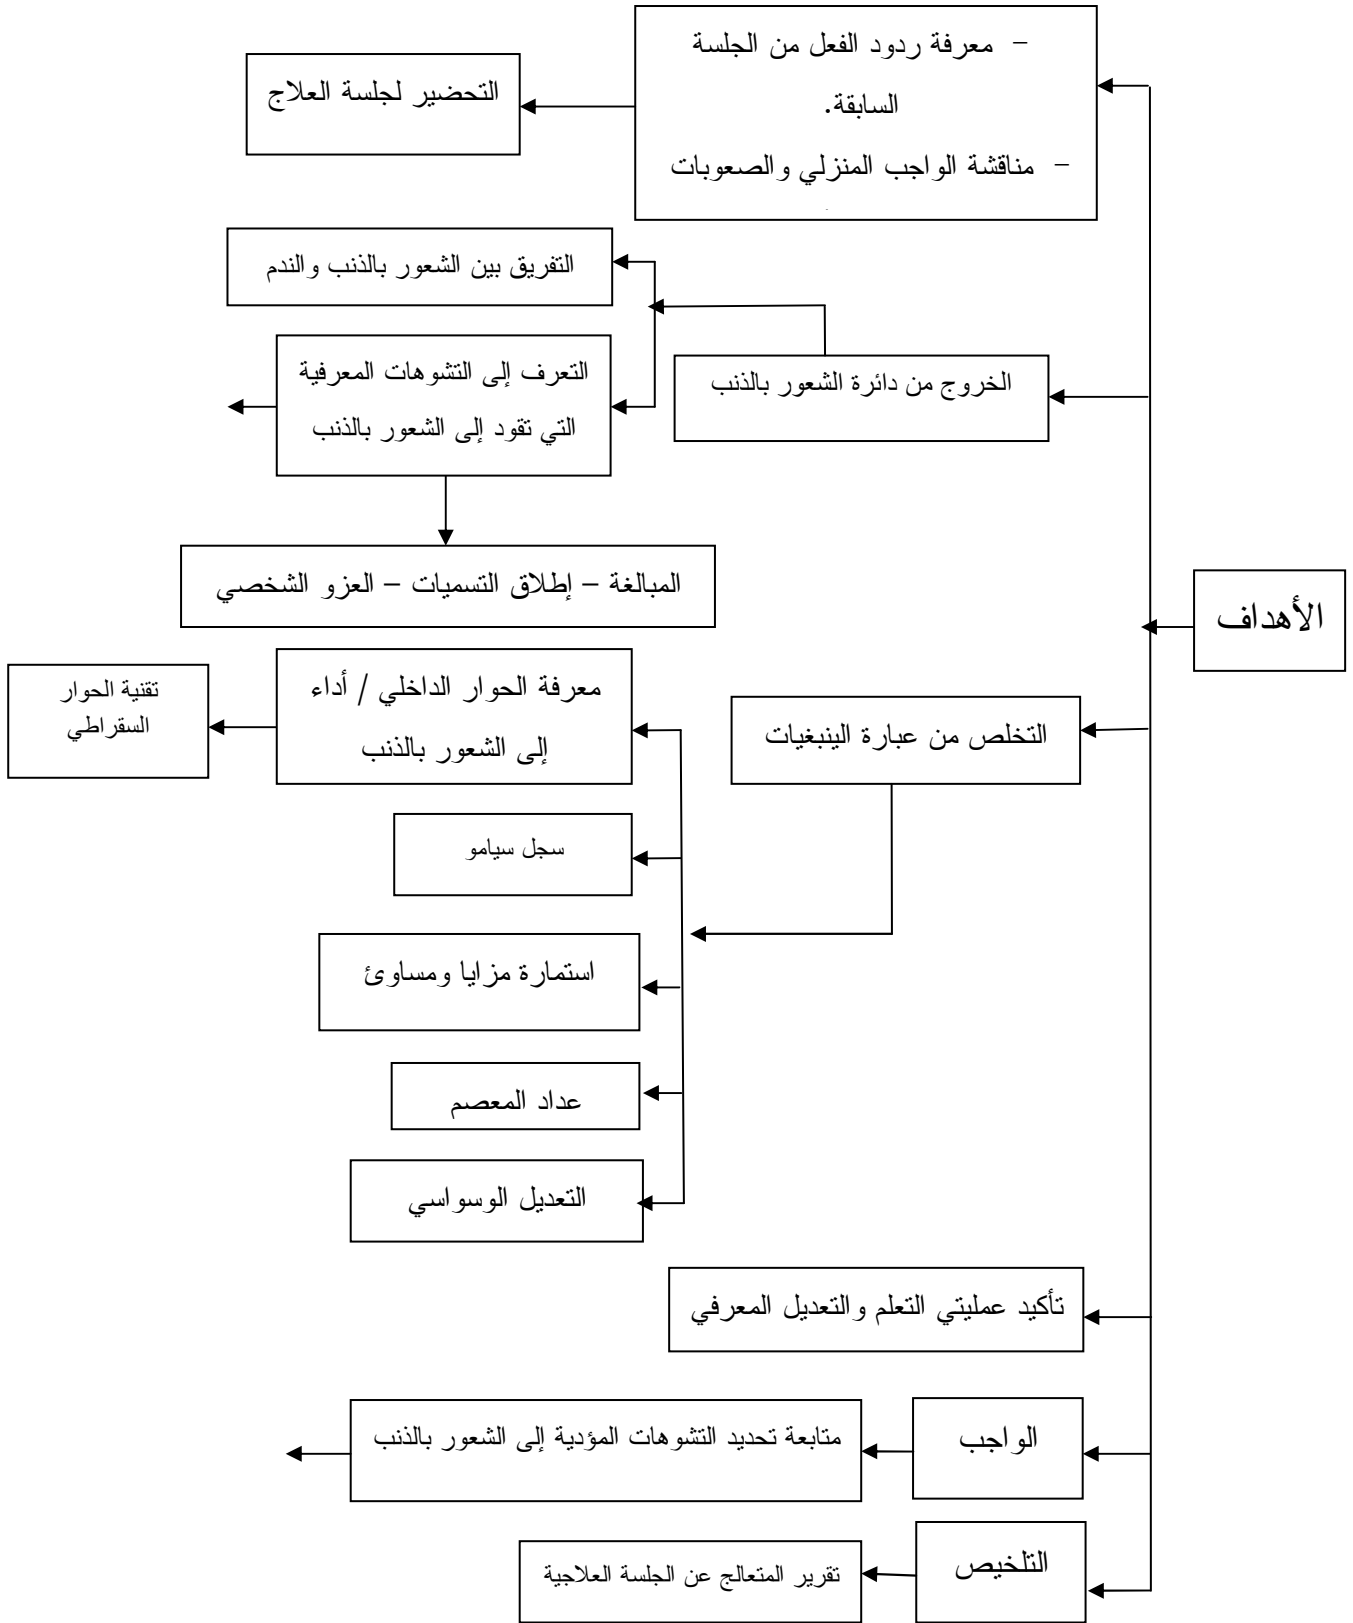 – معرفة ردود الفعل من الجلسة
السابقة.
– مناقشة الواجب المنزلي والصعوبات
التحضير لجلسة العلاج
التفريق بين الشعور بالذنب والندم
الخروج من دائرة الشعور بالذنب
التعرف إلى التشوهات المعرفية
التي تقود إلى الشعور بالذنب
المبالغة – إطلاق التسميات – العزو الشخصي
الأهداف
التخلص من عبارة الينبغيات
معرفة الحوار الداخلي / أداء
إلى الشعور بالذنب
تقنية الحوار
السقراطي
سجل سيامو
استمارة مزايا ومساوئ
عداد المعصم
التعديل الوسواسي
تأكيد عمليتي التعلم والتعديل المعرفي
الواجب
متابعة تحديد التشوهات المؤدية إلى الشعور بالذنب
التلخيص
تقرير المتعالج عن الجلسة العلاجية